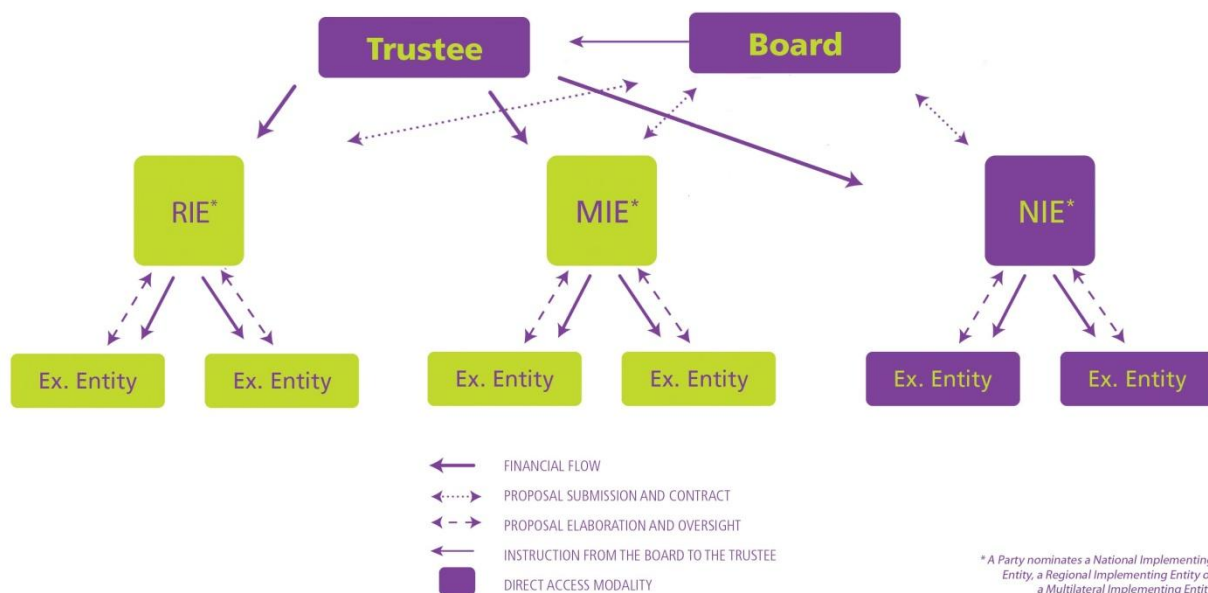 Trustee
Board
RIE*
MIE*
NIE*
Ex. Entity
Ex. Entity
Ex. Entity
Ex. Entity
Ex. Entity
Ex. Entity
FINANCIAL FLOW
PROPOSAL SUBMISSION AND CONTRACT
PROPOSAL ELABORATION AND OVERSIGHT
INSTRUCTION FROM THE BOARD TO THE TRUSTEE
DIRECT ACCESS MODALITY
* A Party nominates a National Implementing
Entity, a Regional Implementing Entity o
a Multilateral Implementing Entit